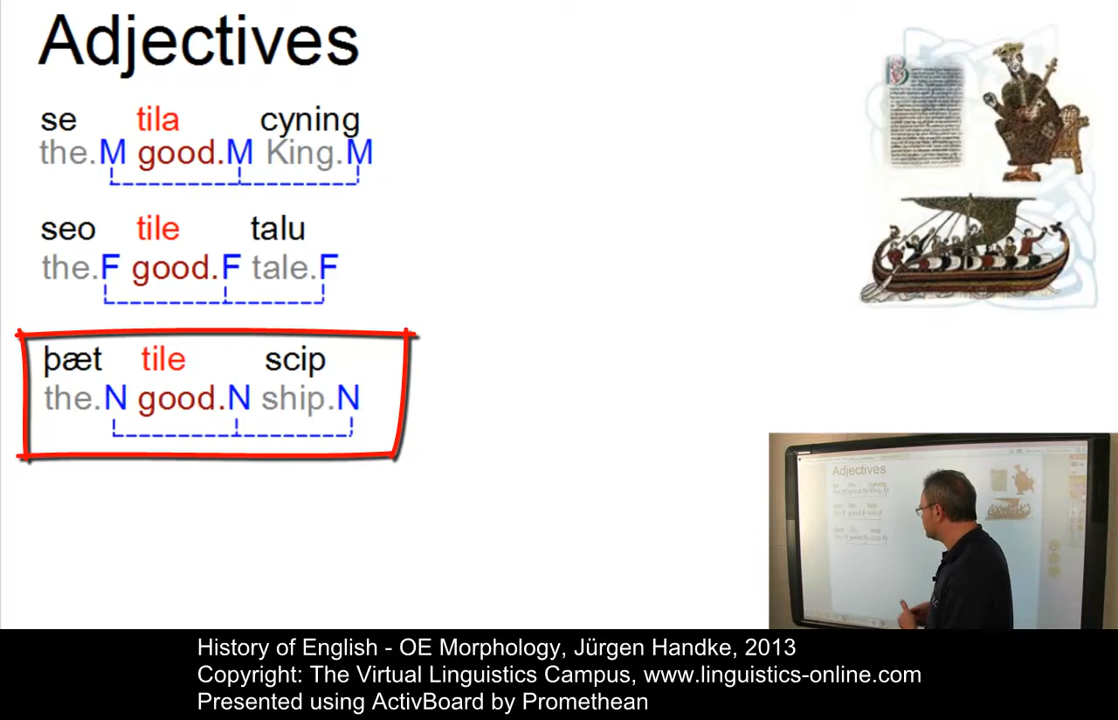 Adjectives
se tila cyning
the.M good.M King.M
seo tile talu
the.F good.F tale.F
þæt tile scip
the.N good.N ship.N
Adjectives
History of English - OE Morphology, Jürgen Handke, 2013
Copyright: The Virtual Linguistics Campus, www.linguistics-online.com
Presented using ActivBoard by Promethean